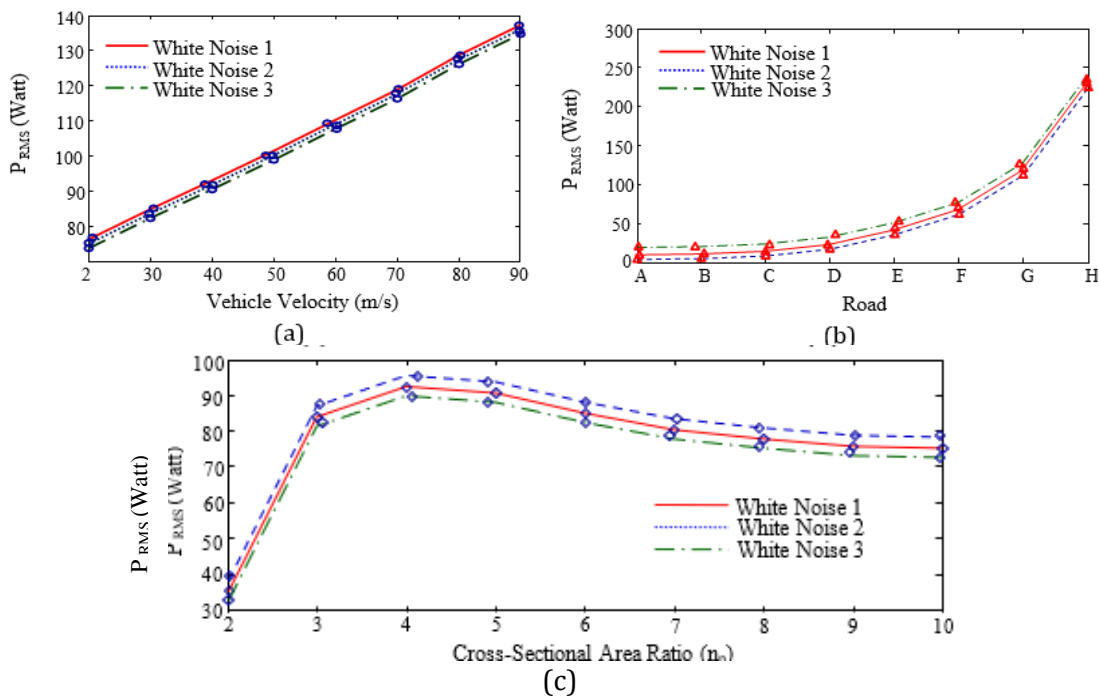 140
130
120
110
100
90
80
P RMS (Watt)
White Noise 1
White Noise 2
White Noise 3
2 30 40 50 60 70 80 90
Vehicle Velocity (m/s)
(a)
300
250
200
150
100
50
0
P RMS (Watt)
White Noise 1
White Noise 2
White Noise 3
A B C D E F G H
Road
(b)
100
90
80
70
60
50
40
30
P RMS (Watt)
P RMS (Watt)
White Noise 1
White Noise 2
White Noise 3
2 3 4 5 6 7 8 9 10
Cross-Sectional Area Ratio
(c)